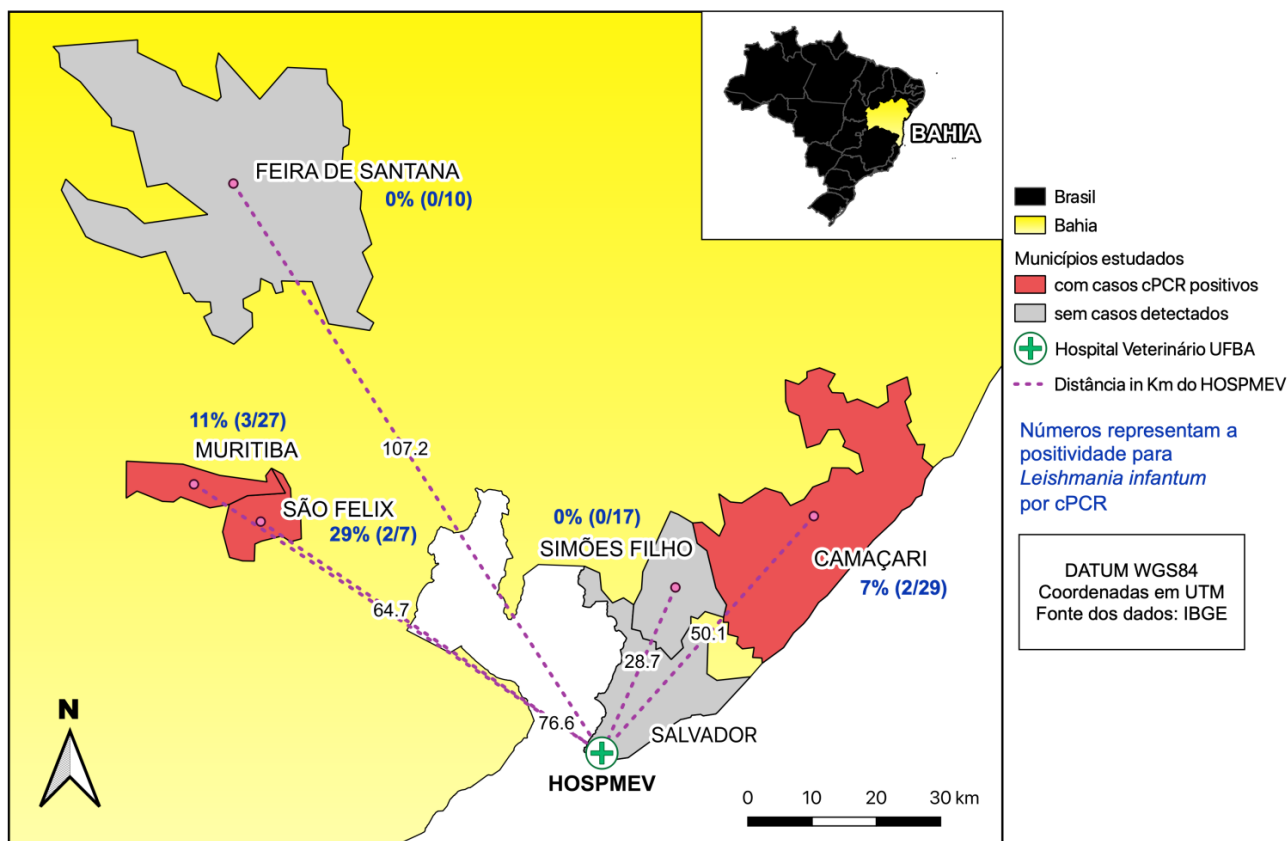 BAHIA
FEIRA DE SANTANA
0% (0/10)
11% (3/27)
MURITIBA
107.2
SÃO FELIX
29% (2/7)
0% (0/17)
SIMÕES FILHO
CAMAÇARI
7% (2/29)
64.7
50.1
28.7
76.6
SALVADOR
HOSPMEV
N
0 10 20 30 km
Brasil
Bahia
Municípios estudados
com casos cPCR positivos
sem casos detectados
Hospital Veterinário UFBA
Distância in Km do HOSPMEV
Números representam a
positividade para
Leishmania infantum
por cPCR
DATUM WGS84
Coordenadas em UTM
Fonte dos dados: IBGE